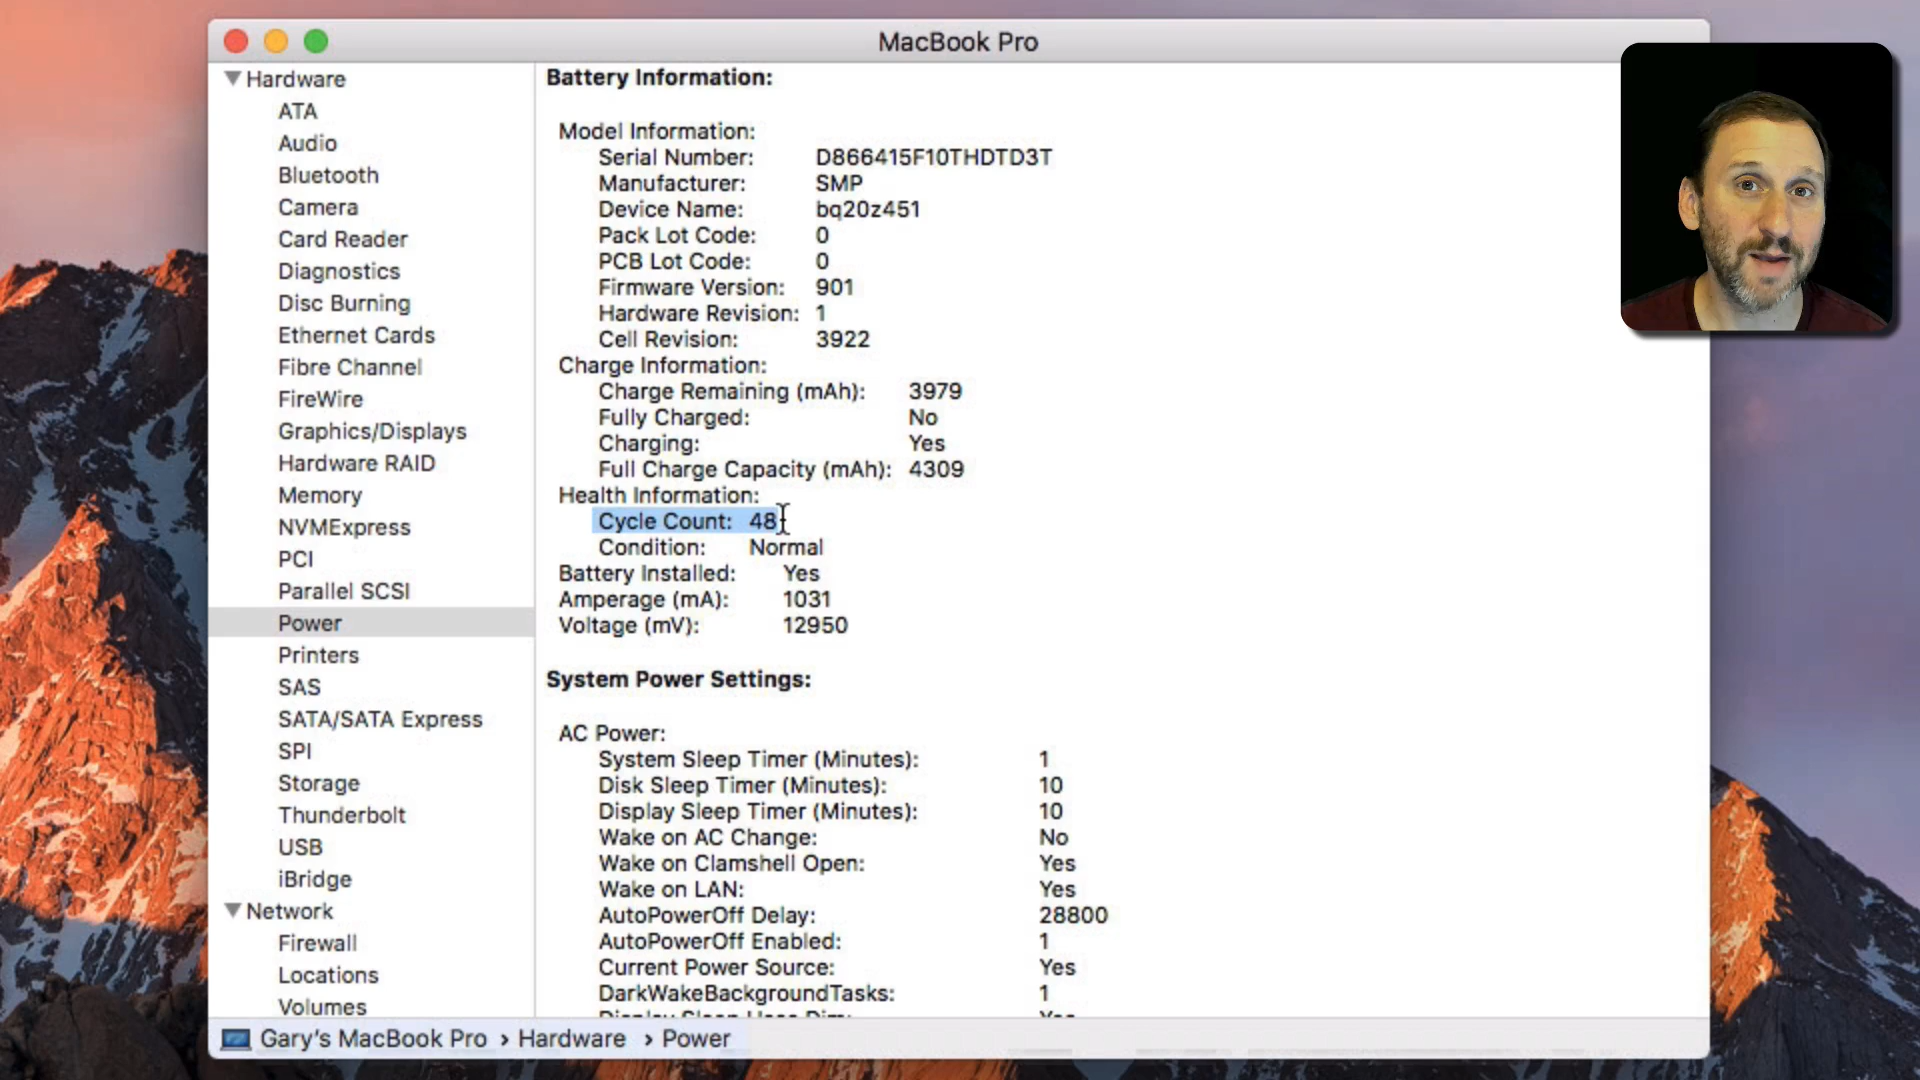 MacBook Pro
Hardware
ATA
Audio
Bluetooth
Camera
Card Reader
Diagnostics
Disc Burning
Ethernet Cards
Fibre Channel
FireWire
Graphics/Displays
Hardware RAID
Memory
NVMExpress
PCI
Parallel SCSI
Power
Printers
SAS
SATA/SATA Express
SPI
Storage
Thunderbolt
USB
iBridge
Network
Firewall
Locations
Volumes
Battery Information:
Model Information:
Serial Number: D866415F10THDTD3T
Manufacturer: SMP
Device Name: bq20z451
Pack Lot Code: 0
PCB Lot Code: 0
Firmware Version: 901
Hardware Revision: 1
Cell Revision: 3922
Charge Information:
Charge Remaining (mAh): 3979
Fully Charged: No
Charging: Yes
Full Charge Capacity (mAh): 4309
Health Information:
Cycle Count: 48
Condition: Normal
Battery Installed: Yes
Amperage (mA): 1031
Voltage (mV): 12950
System Power Settings:
AC Power:
System Sleep Timer (Minutes): 1
Disk Sleep Timer (Minutes): 10
Display Sleep Timer (Minutes): 10
Wake on AC Change: No
Wake on Clamshell Open: Yes
Wake on LAN: Yes
AutoPowerOff Delay: 28800
AutoPowerOff Enabled: 1
Current Power Source: Yes
DarkWakeBackgroundTasks: 1
Display Sleep Uses Dim: Yes
Gary's MacBook Pro › Hardware › Power